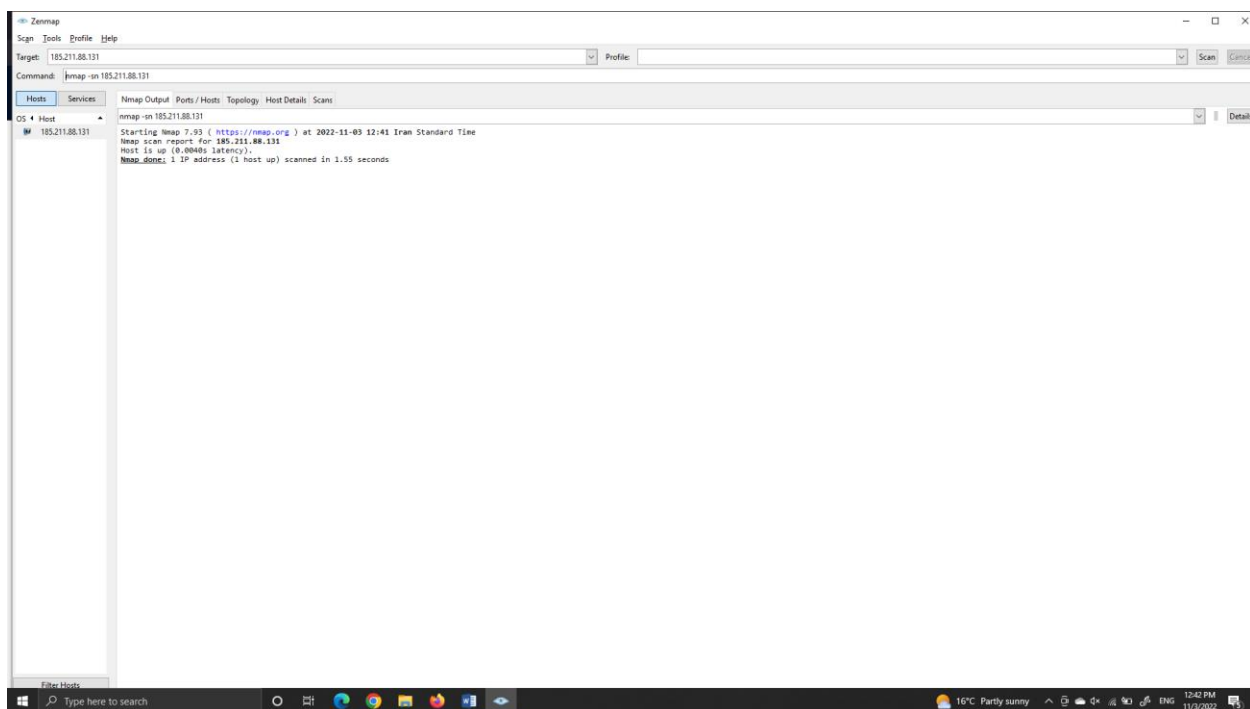 Zenmap
Scan Tools Profile Help
Target: 185.211.88.131 Profile: Scan Cance
Command: nmap -sn 185.211.88.131
Hosts Services Nmap Output Ports / Hosts Topology Host Details Scans
OS Host nmap -sn 185.211.88.131 Detail
185.211.88.131 Starting Nmap 7.93 ( https://nmap.org ) at 2022-11-03 12:41 Iran Standard Time
Nmap scan report for 185.211.88.131
Host is up (0.0040s latency).
Nmap done: 1 IP address (1 host up) scanned in 1.55 seconds
Filter Hosts
Type here to search 16°C Partly sunny ENG 12:42 PM
11/3/2022